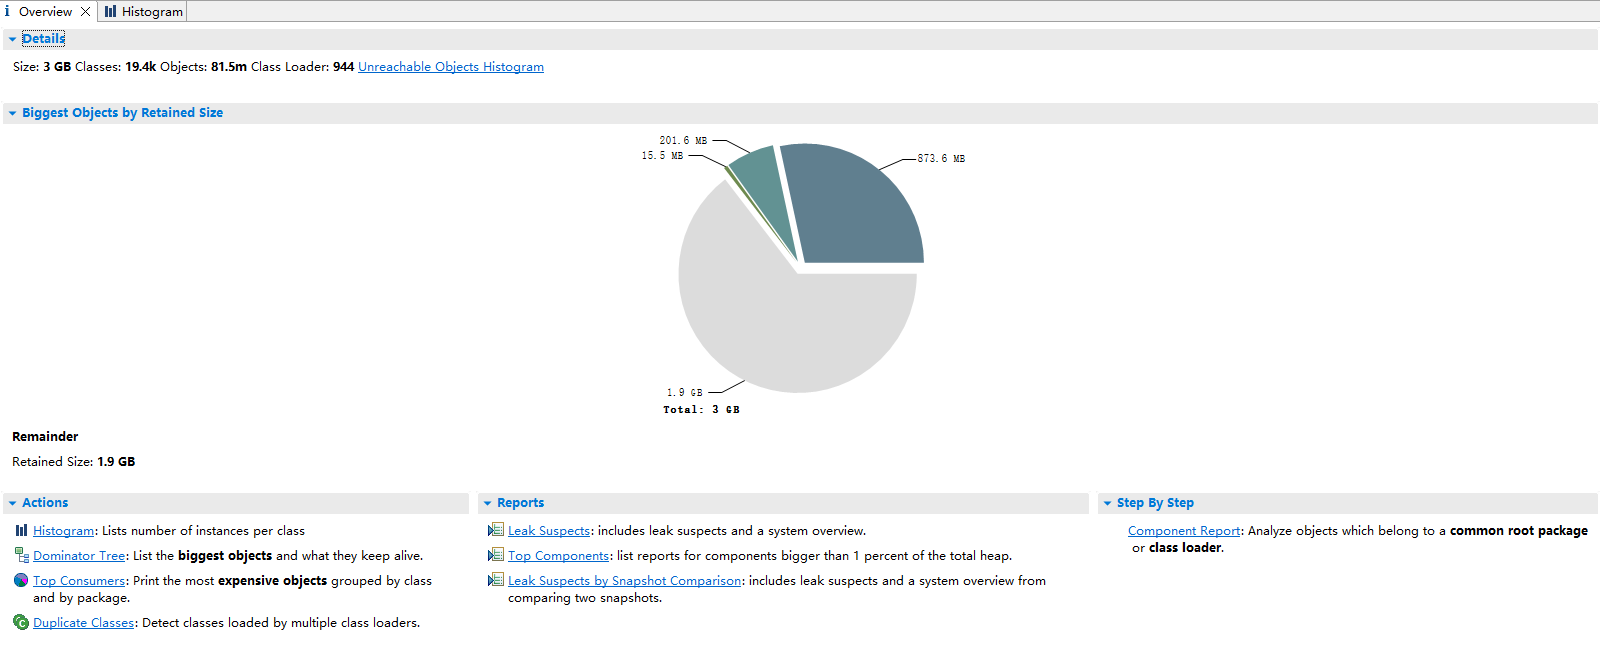 Overview Histogram
Details
Size: 3 GB Classes: 19.4k Objects: 81.5m Class Loader: 944 Unreachable Objects Histogram
Biggest Objects by Retained Size
201.6 MB
15.5 MB
873.6 MB
1.9 GB
Total: 3 GB
Remainder
Retained Size: 1.9 GB
Actions
Histogram: Lists number of instances per class
Dominator Tree: List the biggest objects and what they keep alive.
Top Consumers: Print the most expensive objects grouped by class
and by package.
Duplicate Classes: Detect classes loaded by multiple class loaders.
Reports
Leak Suspects: includes leak suspects and a system overview.
Top Components: list reports for components bigger than 1 percent of the total heap.
Leak Suspects by Snapshot Comparison: includes leak suspects and a system overview from
comparing two snapshots.
Step By Step
Component Report: Analyze objects which belong to a common root package
or class loader.